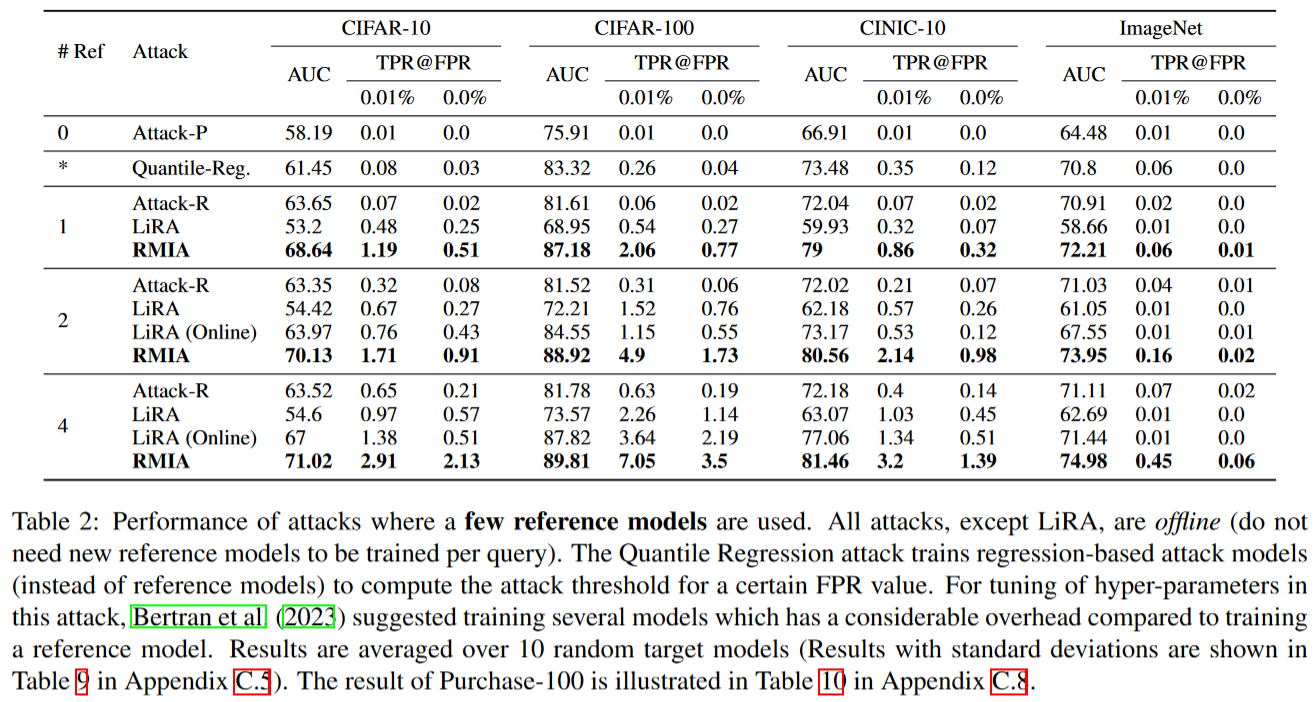 # Ref Attack CIFAR-10 CIFAR-100 CINIC-10 ImageNet
AUC TPR@FPR AUC TPR@FPR AUC TPR@FPR AUC TPR@FPR
0.01% 0.0% 0.01% 0.0% 0.01% 0.0% 0.01% 0.0%
0 Attack-P 58.19 0.01 0.0 75.91 0.01 0.0 66.91 0.01 0.0 64.48 0.01 0.0
* Quantile-Reg. 61.45 0.08 0.03 83.32 0.26 0.04 73.48 0.35 0.12 70.8 0.06 0.0
Attack-R 63.65 0.07 0.02 81.61 0.06 0.02 72.04 0.07 0.02 70.91 0.02 0.0
1 LiRA 53.2 0.48 0.25 68.95 0.54 0.27 59.93 0.32 0.07 58.66 0.01 0.0
RMIA 68.64 1.19 0.51 87.18 2.06 0.77 79 0.86 0.32 72.21 0.06 0.01
Attack-R 63.35 0.32 0.08 81.52 0.31 0.06 72.02 0.21 0.07 71.03 0.04 0.01
2 LiRA 54.42 0.67 0.27 72.21 1.52 0.76 62.18 0.57 0.26 61.05 0.01 0.0
LiRA (Online) 63.97 0.76 0.43 84.55 1.15 0.55 73.17 0.53 0.12 67.55 0.01 0.01
RMIA 70.13 1.71 0.91 88.92 4.9 1.73 80.56 2.14 0.98 73.95 0.16 0.02
Attack-R 63.52 0.65 0.21 81.78 0.63 0.19 72.18 0.4 0.14 71.11 0.07 0.02
4 LiRA 54.6 0.97 0.57 73.57 2.26 1.14 63.07 1.03 0.45 62.69 0.01 0.0
LiRA (Online) 67 1.38 0.51 87.82 3.64 2.19 77.06 1.34 0.51 71.44 0.01 0.0
RMIA 71.02 2.91 2.13 89.81 7.05 3.5 81.46 3.2 1.39 74.98 0.45 0.06
Table 2: Performance of attacks where a few reference models are used. All attacks, except LiRA, are offline (do not
need new reference models to be trained per query). The Quantile Regression attack trains regression-based attack models
(instead of reference models) to compute the attack threshold for a certain FPR value. For tuning of hyper-parameters in
this attack, Bertran et al. (2023) suggested training several models which has a considerable overhead compared to training
a reference model. Results are averaged over 10 random target models (Results with standard deviations are shown in
Table 9 in Appendix C.5). The result of Purchase-100 is illustrated in Table 10 in Appendix C.8.